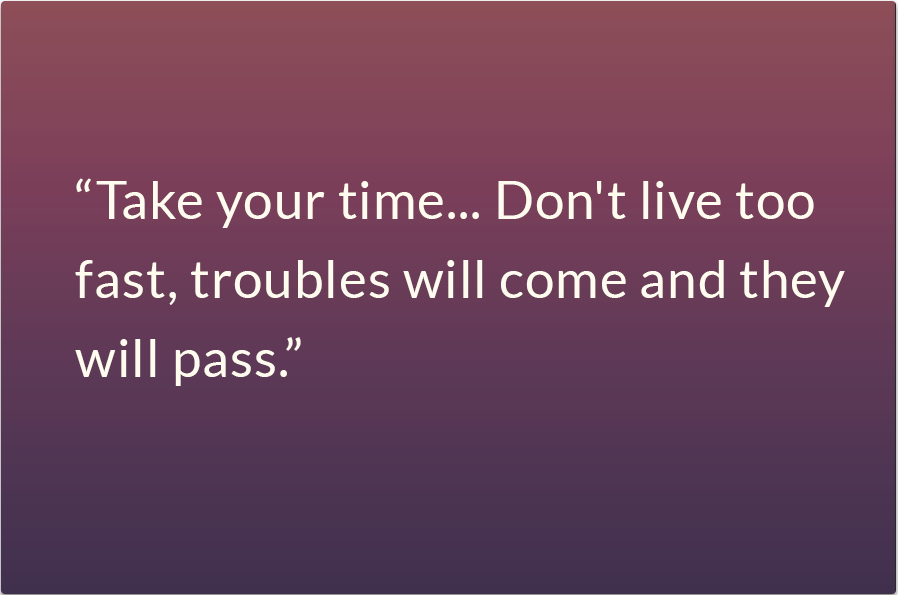 “Take your time... Don't live too
fast, troubles will come and they
will pass.”